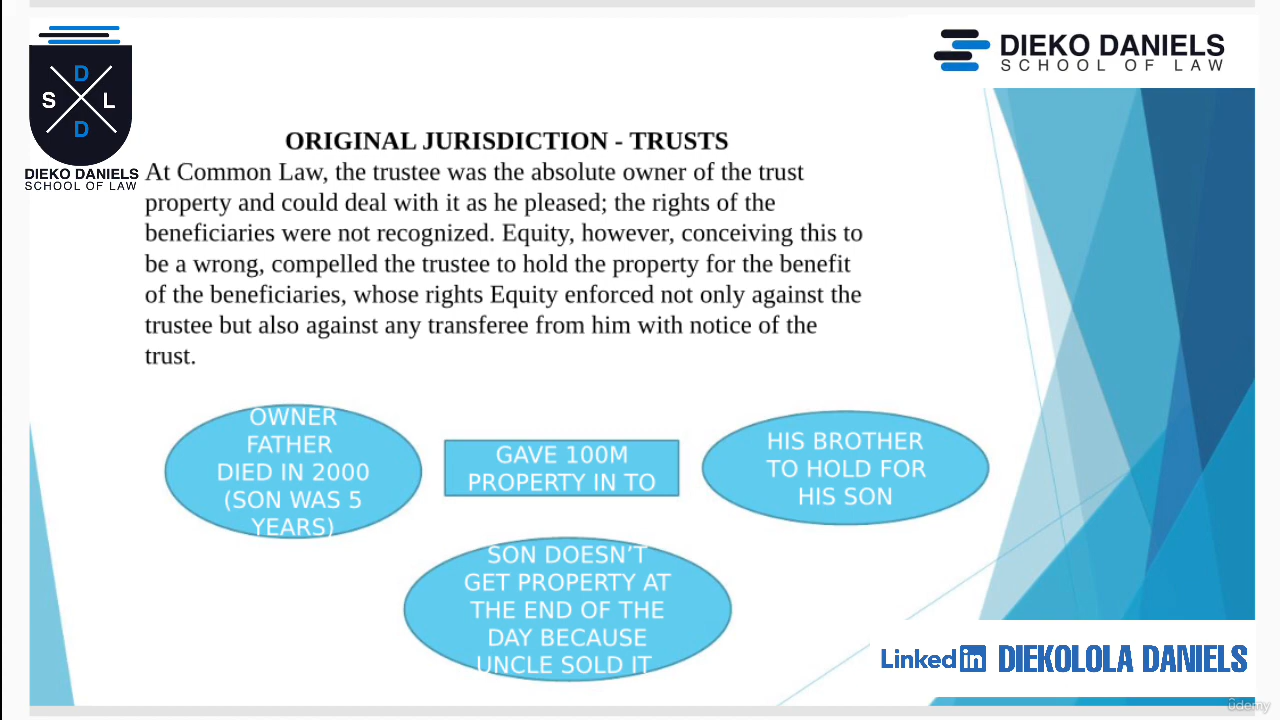 D
S L
D
DIEKO DANIELS
SCHOOL OF LAW
DIEKO DANIELS
SCHOOL OF LAW
ORIGINAL JURISDICTION - TRUSTS
At Common Law, the trustee was the absolute owner of the trust
property and could deal with it as he pleased; the rights of the
beneficiaries were not recognized. Equity, however, conceiving this to
be a wrong, compelled the trustee to hold the property for the benefit
of the beneficiaries, whose rights Equity enforced not only against the
trustee but also against any transferee from him with notice of the
trust.
OWNER
FATHER
DIED IN 2000
(SON WAS 5
YEARS)
GAVE 100M
PROPERTY IN TO
HIS BROTHER
TO HOLD FOR
HIS SON
SON DOESN'T
GET PROPERTY AT
THE END OF THE
DAY BECAUSE
UNCLE SOLD IT
Linkedin DIEKOLOLA DANIELS
ûdemy